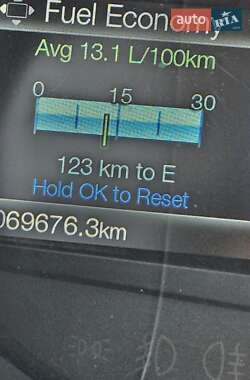 Fuel Economy
AUTO RIA
Avg 13.1 L/100km
0 15 30
123 km to E
Hold OK to Reset
069676.3km